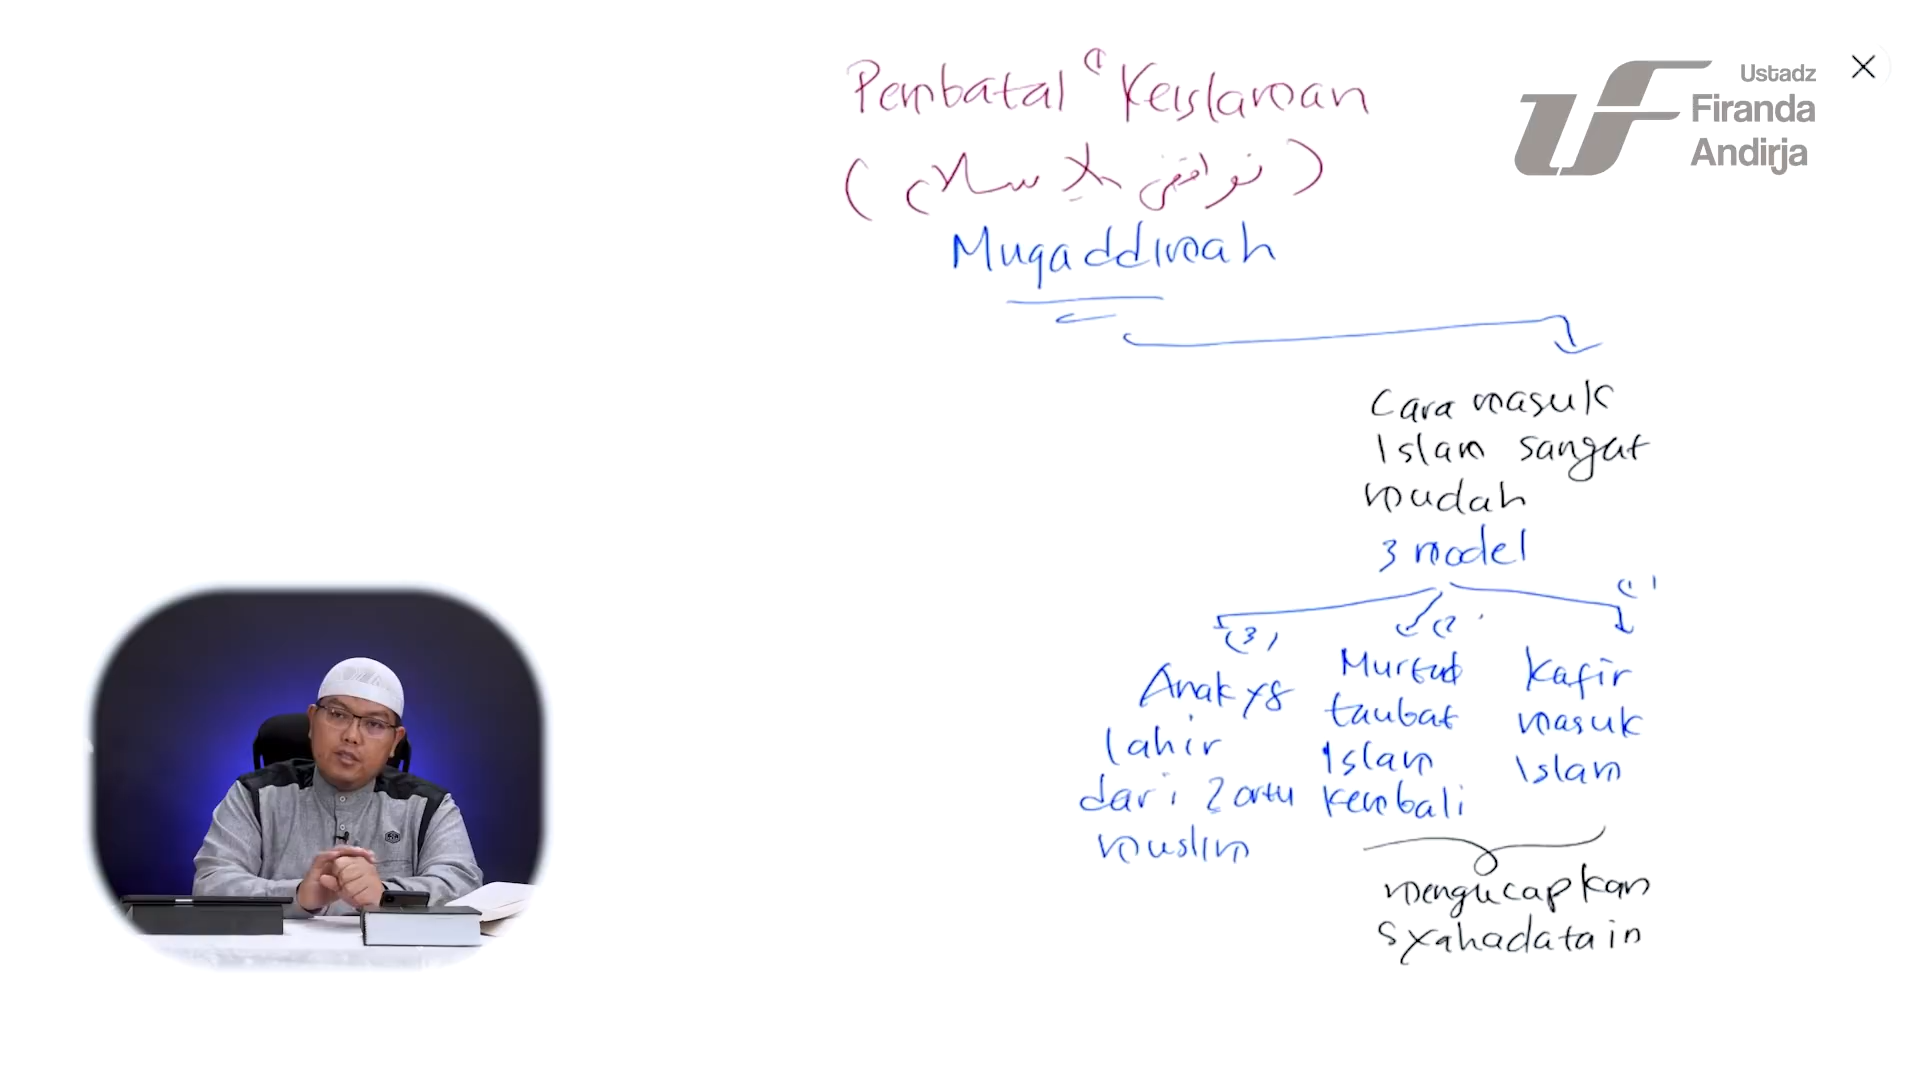 Pembatal² Keislaman
(نواقض الإسلام)
Muqaddimah
Ustadz
Firanda
Andirja
Cara masuk
Islam sangat
mudah
3 model
(1)
Kafir
masuk
Islam
(2)
Murtad
taubat
Islam
kembali
(3)
Anak yg
lahir
dari 2 ortu
muslim
mengucapkan
syahadatain